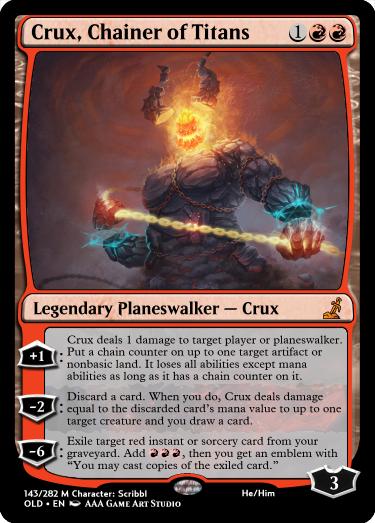 Crux, Chainer of Titans 1
Legendary Planeswalker — Crux
+1: Crux deals 1 damage to target player or planeswalker.
Put a chain counter on up to one target artifact or
nonbasic land. It loses all abilities except mana
abilities as long as it has a chain counter on it.
-2: Discard a card. When you do, Crux deals damage
equal to the discarded card's mana value to up to one
target creature and you draw a card.
-6: Exile target red instant or sorcery card from your
graveyard. Add , then you get an emblem with
“You may cast copies of the exiled card.”
3
143/282 M Character: Scribbl He/Him
OLD • EN AAA Game Art Studio